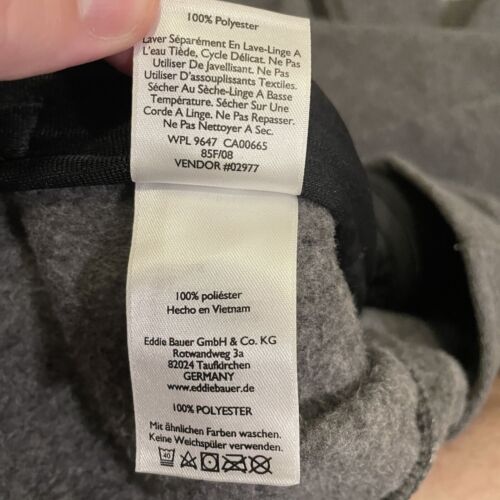 100% Polyester
Laver Séparément En Lave-Linge A
L'eau Tiède, Cycle Délicat. Ne Pas
Utiliser De Javellisant. Ne Pas
Utiliser D'assouplissants Textiles.
Sécher Au Sèche-Linge A Basse
Température. Sécher Sur Une
Corde A Linge. Ne Pas Repasser.
Ne Pas Nettoyer A Sec.
WPL 9647 CA00665
85F/08
VENDOR #02977
100% poliéster
Hecho en Vietnam
Eddie Bauer GmbH & Co. KG
Rotwandweg 3a
82024 Taufkirchen
GERMANY
www.eddiebauer.de
100% POLYESTER
Mit ähnlichen Farben waschen.
Keine Weichspüler verwenden.
40